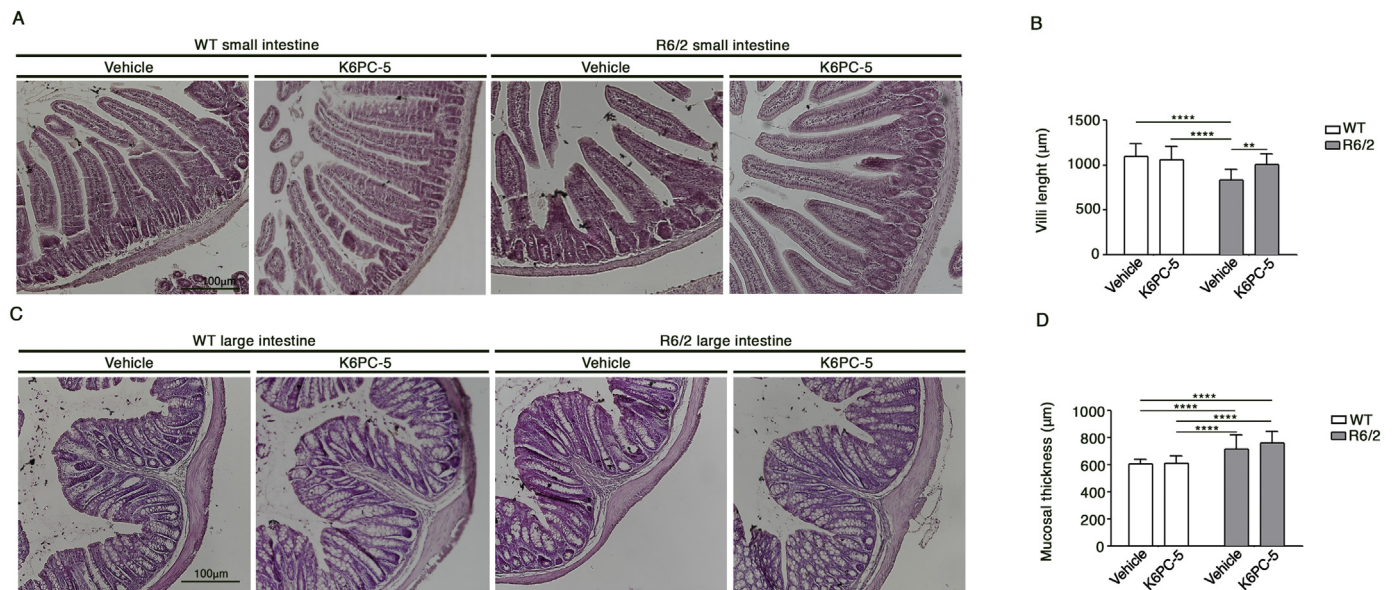 A
WT small intestine
R6/2 small intestine
Vehicle
K6PC-5
Vehicle
K6PC-5
100µm
B
Villi lenght (µm)
1500
1000
500
0
****
****
**
WT
R6/2
Vehicle
K6PC-5
Vehicle
K6PC-5
C
WT large intestine
R6/2 large intestine
Vehicle
K6PC-5
Vehicle
K6PC-5
100µm
D
Mucosal thickness (µm)
1000
800
600
400
200
0
****
****
****
****
WT
R6/2
Vehicle
K6PC-5
Vehicle
K6PC-5